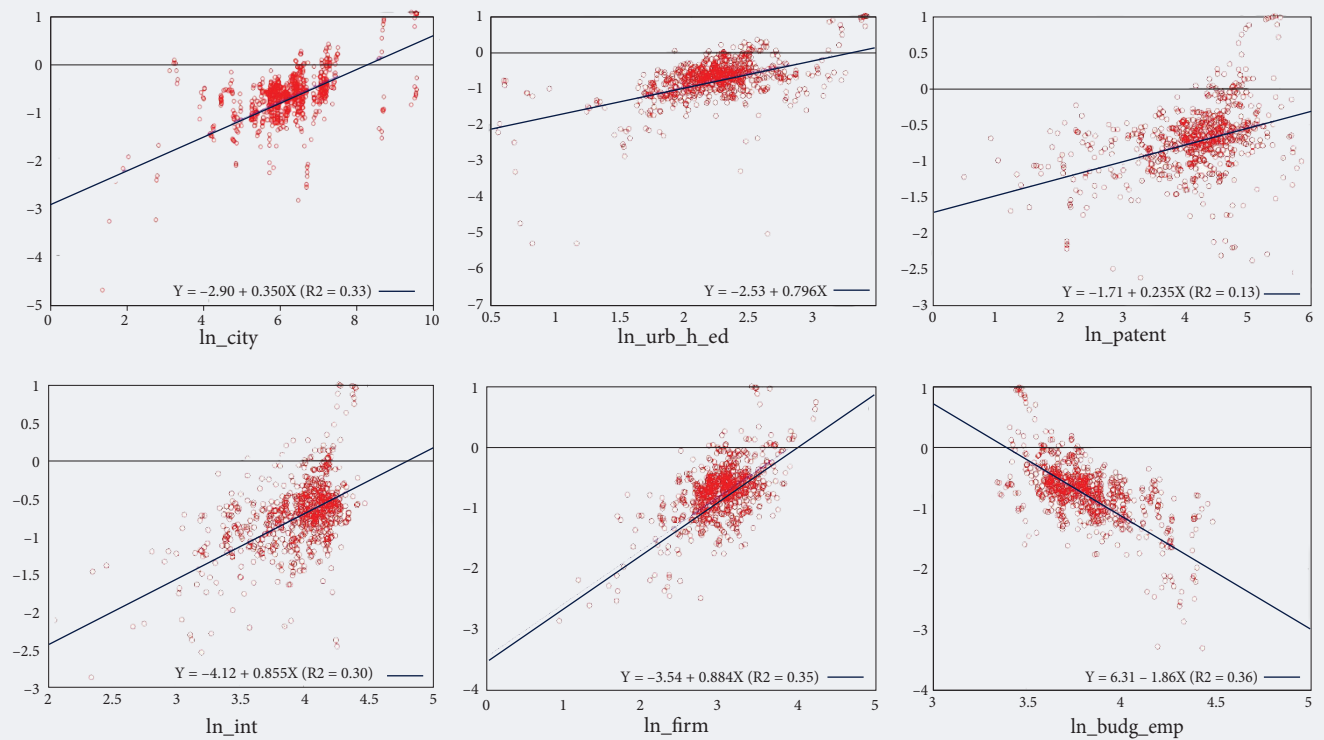 1
0
−1
−2
−3
−4
−5
Y = −2.90 + 0.350X (R2 = 0.33)
0 2 4 6 8 10
ln_city
1
0
−1
−2
−3
−4
−5
−6
−7
Y = −2.53 + 0.796X
0.5 1 1.5 2 2.5 3 3.5
ln_urb_h_ed
1
0.5
0
−0.5
−1
−1.5
−2
−2.5
−3
Y = −1.71 + 0.235X (R2 = 0.13)
0 1 2 3 4 5 6
ln_patent
1
0.5
0
−0.5
−1
−1.5
−2
−2.5
−3
Y = −4.12 + 0.855X (R2 = 0.30)
2 2.5 3 3.5 4 4.5 5
ln_int
1
0
−1
−2
−3
−4
Y = −3.54 + 0.884X (R2 = 0.35)
0 1 2 3 4 5
ln_firm
1
0
−1
−2
−3
−4
Y = 6.31 − 1.86X (R2 = 0.36)
3 3.5 4 4.5 5
ln_budg_emp